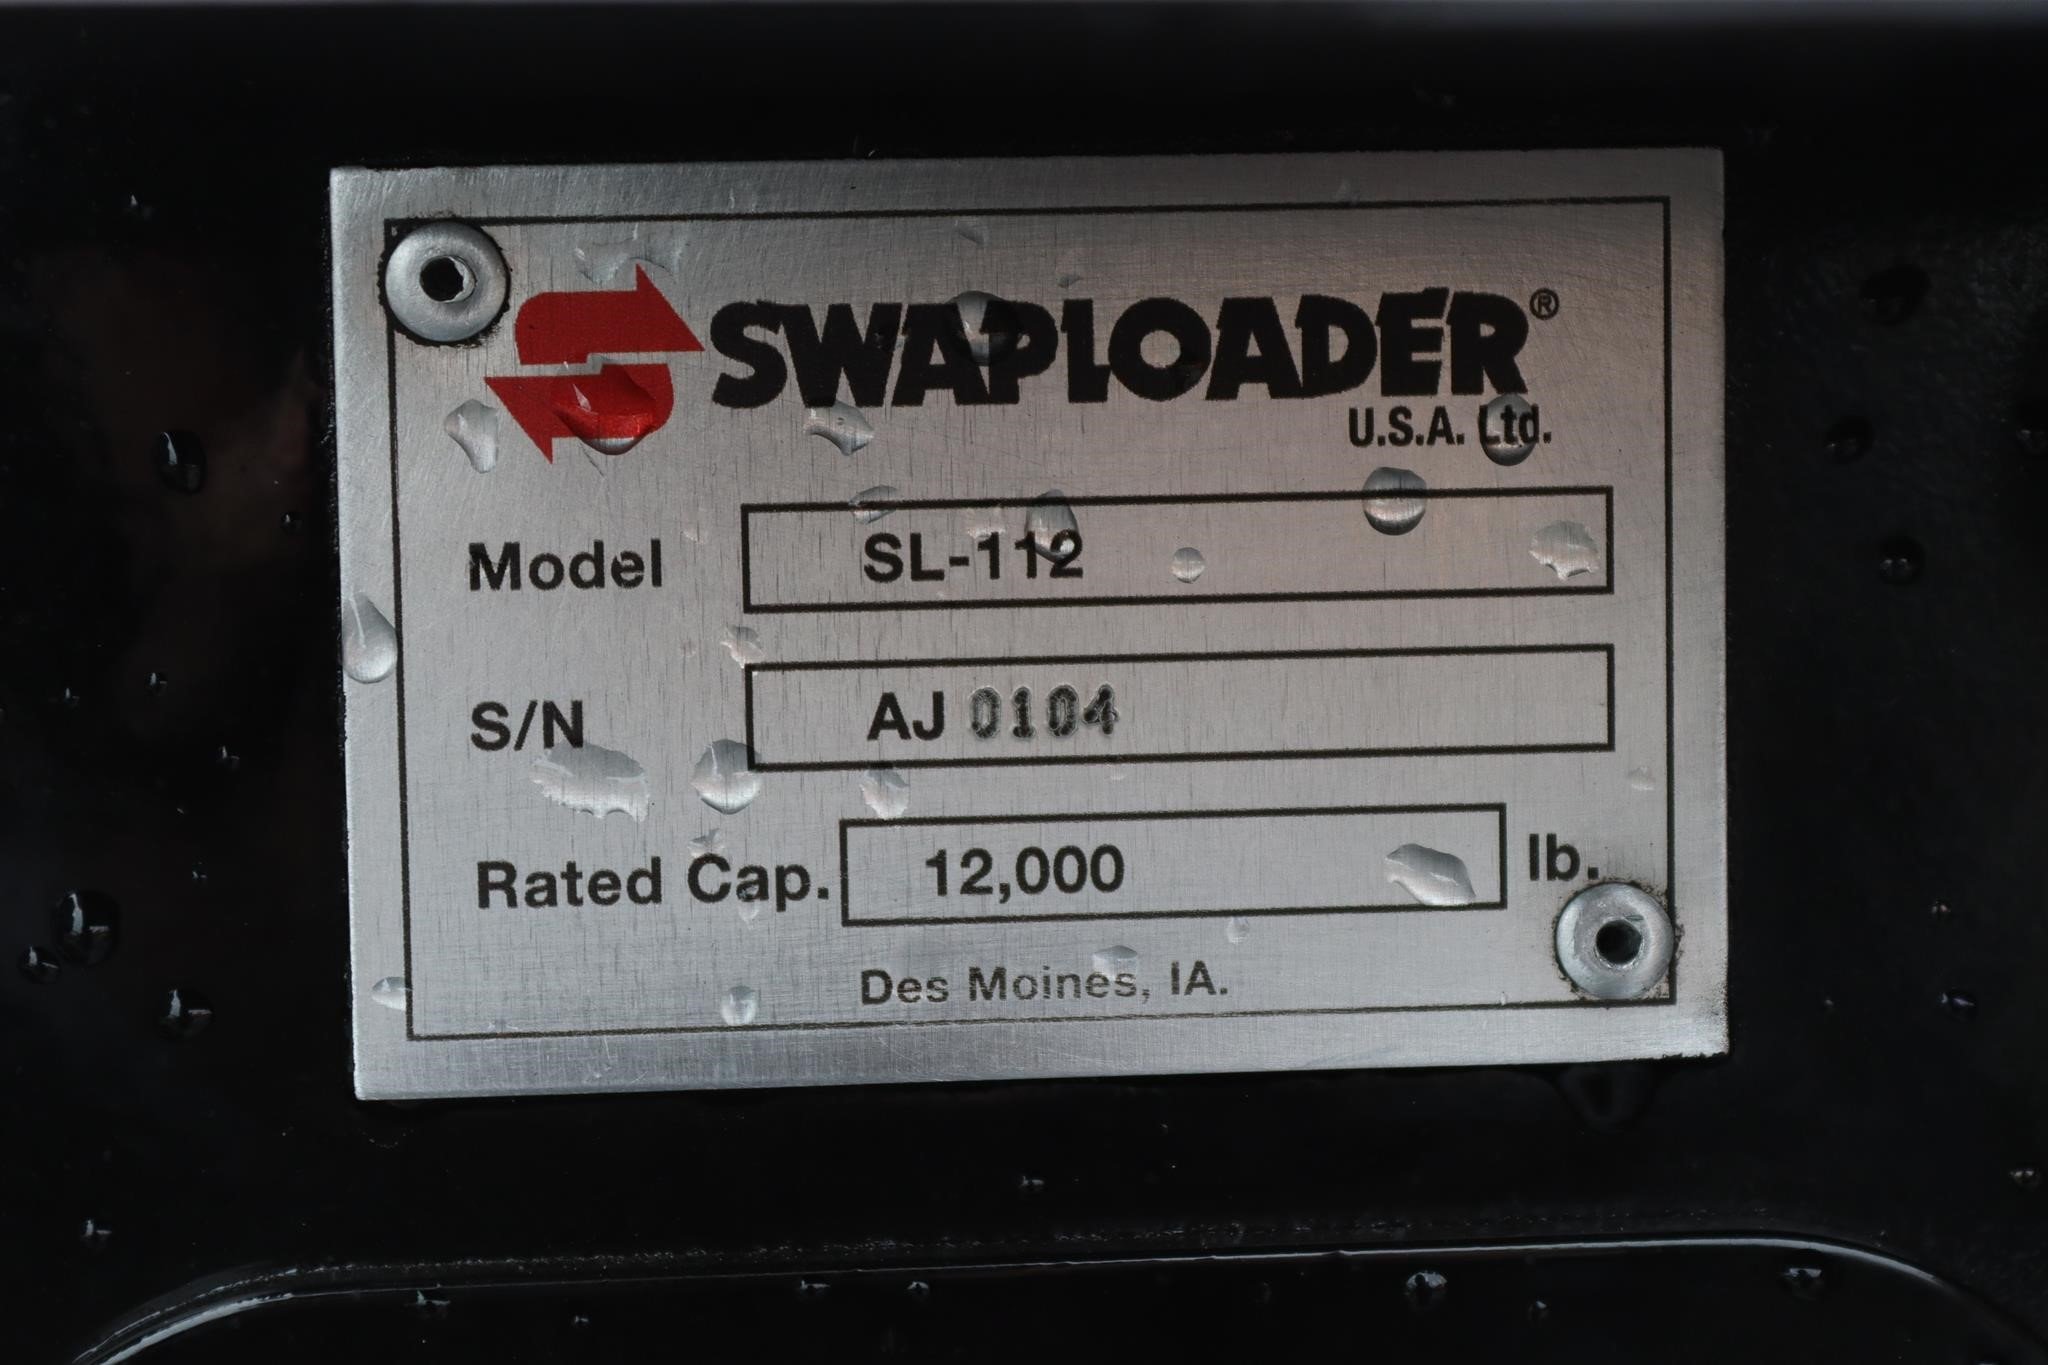 SWAPLOADER®
U.S.A. Ltd.
Model SL-112
S/N AJ 0104
Rated Cap. 12,000 lb.
Des Moines, IA.